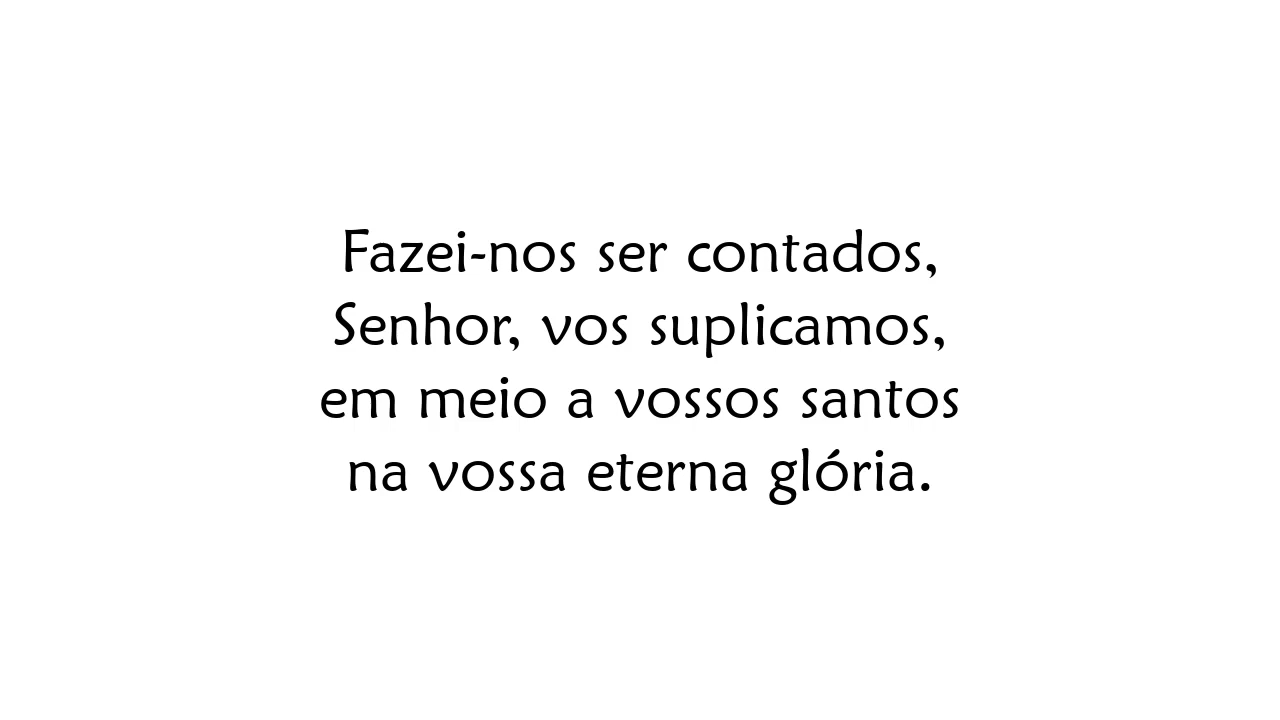 Fazei-nos ser contados,
Senhor, vos suplicamos,
em meio a vossos santos
na vossa eterna glória.